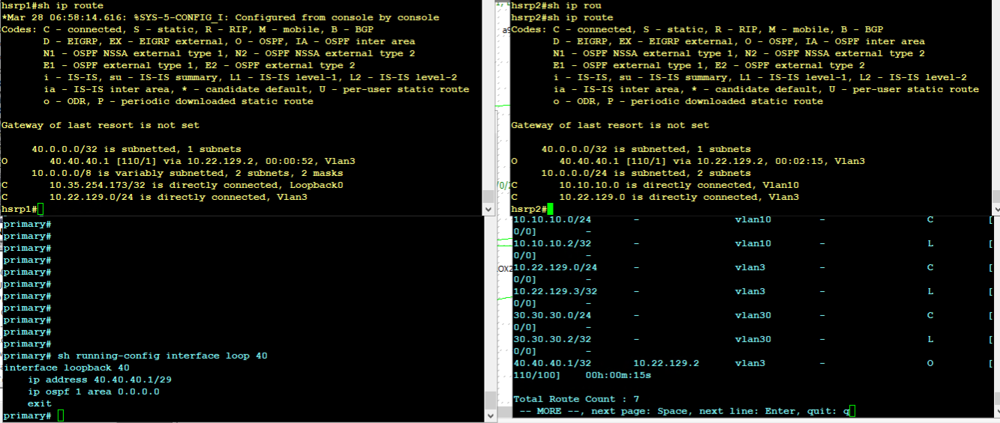 hsrp1#sh ip route
*Mar 28 06:58:14.616: %SYS-5-CONFIG_I: Configured from console by console
Codes: C - connected, S - static, R - RIP, M - mobile, B - BGP
       D - EIGRP, EX - EIGRP external, O - OSPF, IA - OSPF inter area
       N1 - OSPF NSSA external type 1, N2 - OSPF NSSA external type 2
       E1 - OSPF external type 1, E2 - OSPF external type 2
       i - IS-IS, su - IS-IS summary, L1 - IS-IS level-1, L2 - IS-IS level-2
       ia - IS-IS inter area, * - candidate default, U - per-user static route
       o - ODR, P - periodic downloaded static route
Gateway of last resort is not set
     40.0.0.0/32 is subnetted, 1 subnets
O       40.40.40.1 [110/1] via 10.22.129.2, 00:00:52, Vlan3
     10.0.0.0/8 is variably subnetted, 2 subnets, 2 masks
C       10.35.254.173/32 is directly connected, Loopback0
C       10.22.129.0/24 is directly connected, Vlan3
hsrp1#
hsrp2#sh ip rou
hsrp2#sh ip route
Codes: C - connected, S - static, R - RIP, M - mobile, B - BGP
       D - EIGRP, EX - EIGRP external, O - OSPF, IA - OSPF inter area
       N1 - OSPF NSSA external type 1, N2 - OSPF NSSA external type 2
       E1 - OSPF external type 1, E2 - OSPF external type 2
       i - IS-IS, su - IS-IS summary, L1 - IS-IS level-1, L2 - IS-IS level-2
       ia - IS-IS inter area, * - candidate default, U - per-user static route
       o - ODR, P - periodic downloaded static route
Gateway of last resort is not set
     40.0.0.0/32 is subnetted, 1 subnets
O       40.40.40.1 [110/1] via 10.22.129.2, 00:02:15, Vlan3
     10.0.0.0/24 is subnetted, 2 subnets
C       10.10.10.0 is directly connected, Vlan10
C       10.22.129.0 is directly connected, Vlan3
hsrp2#
primary#
primary#
primary#
primary#
primary#
primary#
primary#
primary#
primary#
primary#
primary#
primary# sh running-config interface loop 40
interface loopback 40
    ip address 40.40.40.1/29
    ip ospf 1 area 0.0.0.0
    exit
primary#
10.10.10.0/24       -                vlan10        -                 C         [
0/0]        -
10.10.10.2/32       -                vlan10        -                 L         [
0/0]        -
10.22.129.0/24      -                vlan3         -                 C         [
0/0]        -
10.22.129.3/32      -                vlan3         -                 L         [
0/0]        -
30.30.30.0/24       -                vlan30        -                 C         [
0/0]        -
30.30.30.2/32       -                vlan30        -                 L         [
0/0]        -
40.40.40.1/32       10.22.129.2      vlan3         -                 O         [
110/100]    00h:00m:15s
Total Route Count : 7
 -- MORE --, next page: Space, next line: Enter, quit: q